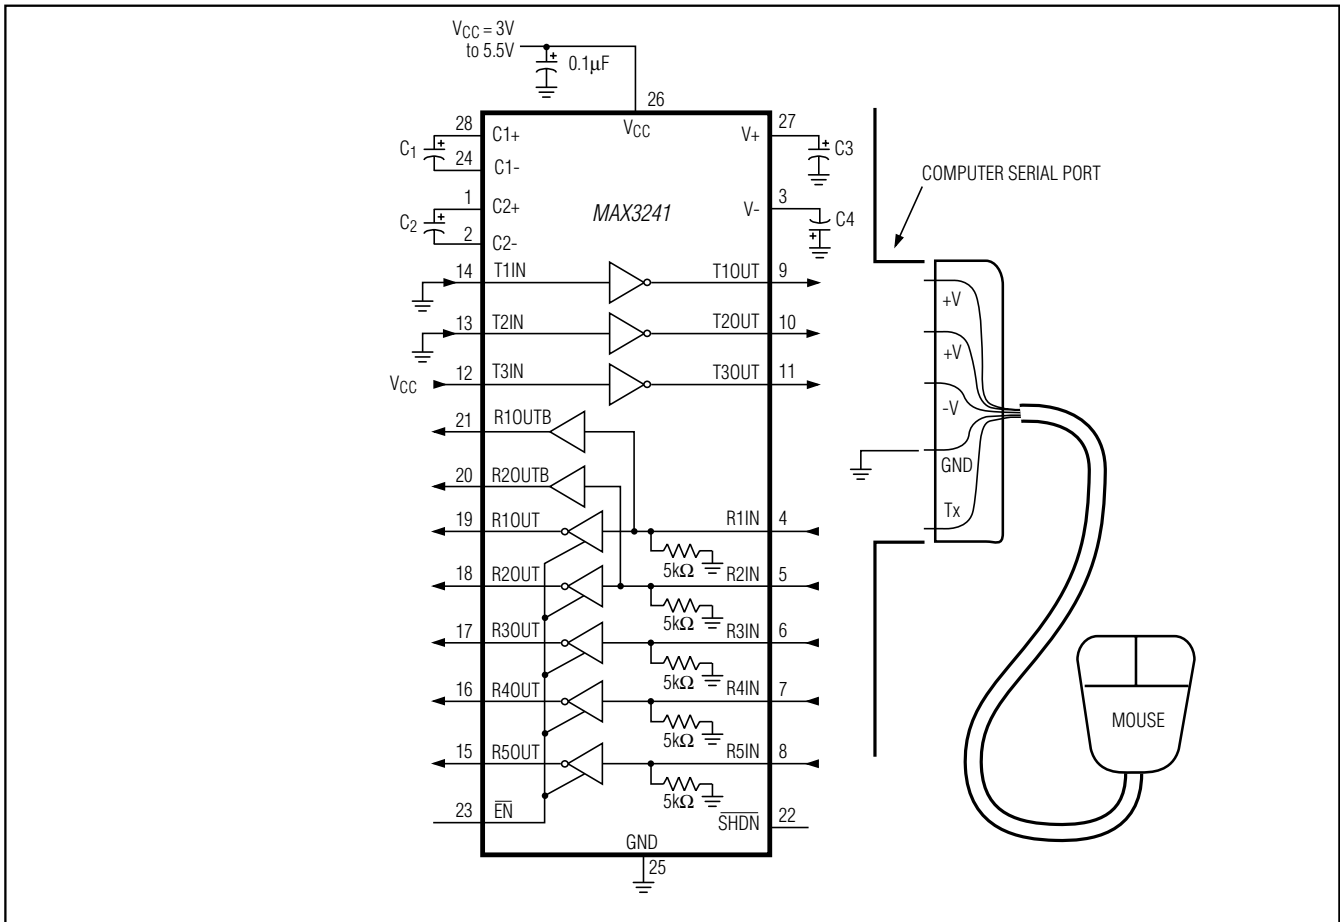 VCC = 3V
to 5.5V
0.1μF
26
VCC
28 C1+
C1
24 C1-
1 C2+
C2
2 C2-
V+ 27
C3
V- 3
C4
MAX3241
14 T1IN T1OUT 9
13 T2IN T2OUT 10
VCC 12 T3IN T3OUT 11
21 R1OUTB
20 R2OUTB
19 R1OUT R1IN 4
5kΩ
18 R2OUT R2IN 5
5kΩ
17 R3OUT R3IN 6
5kΩ
16 R4OUT R4IN 7
5kΩ
15 R5OUT R5IN 8
5kΩ
23 E̅N̅
S̅H̅D̅N̅ 22
GND
25
COMPUTER SERIAL PORT
+V
+V
-V
GND
Tx
MOUSE